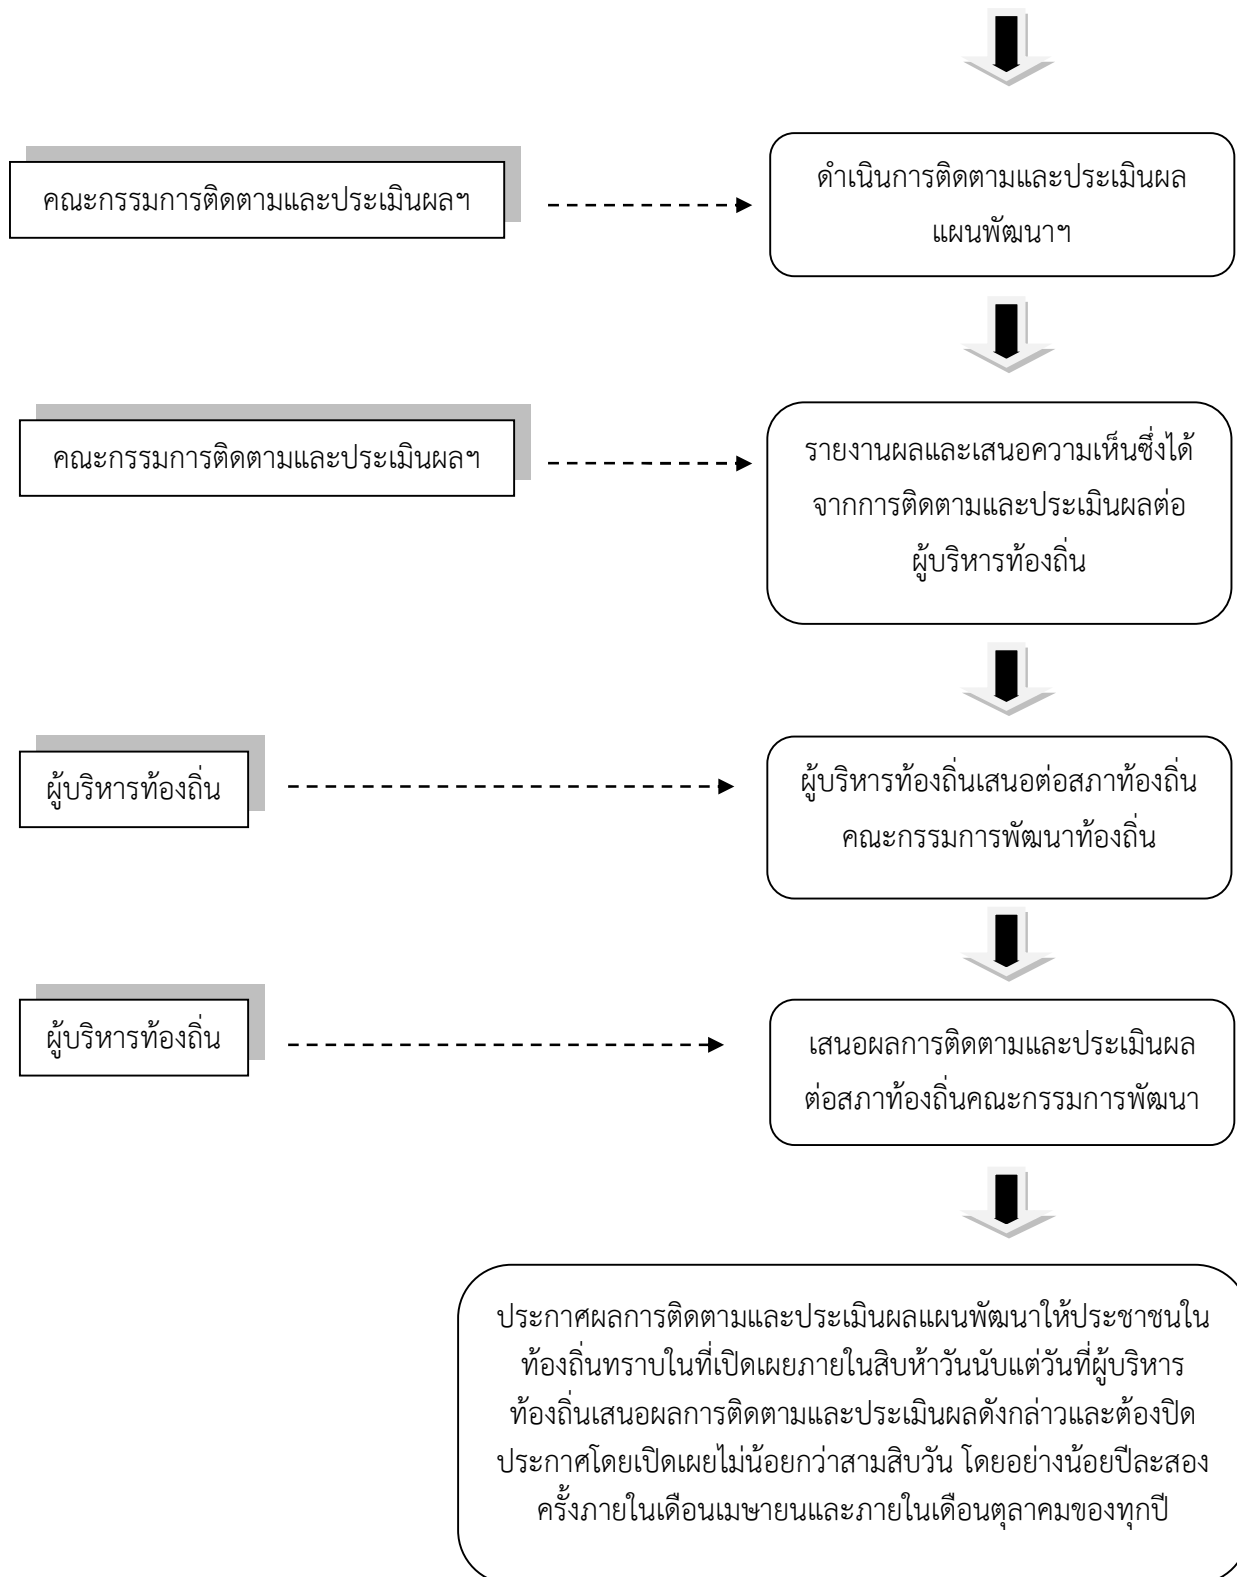 คณะกรรมการติดตามและประเมินผลฯ
ดำเนินการติดตามและประเมินผล
แผนพัฒนาฯ
คณะกรรมการติดตามและประเมินผลฯ
รายงานผลและเสนอความเห็นซึ่งได้
จากการติดตามและประเมินผลต่อ
ผู้บริหารท้องถิ่น
ผู้บริหารท้องถิ่น
ผู้บริหารท้องถิ่นเสนอต่อสภาท้องถิ่น
คณะกรรมการพัฒนาท้องถิ่น
ผู้บริหารท้องถิ่น
เสนอผลการติดตามและประเมินผล
ต่อสภาท้องถิ่นคณะกรรมการพัฒนา
ประกาศผลการติดตามและประเมินผลแผนพัฒนาให้ประชาชนใน
ท้องถิ่นทราบในที่เปิดเผยภายในสิบห้าวันนับแต่วันที่ผู้บริหาร
ท้องถิ่นเสนอผลการติดตามและประเมินผลดังกล่าวและต้องปิด
ประกาศโดยเปิดเผยไม่น้อยกว่าสามสิบวัน โดยอย่างน้อยปีละสอง
ครั้งภายในเดือนเมษายนและภายในเดือนตุลาคมของทุกปี